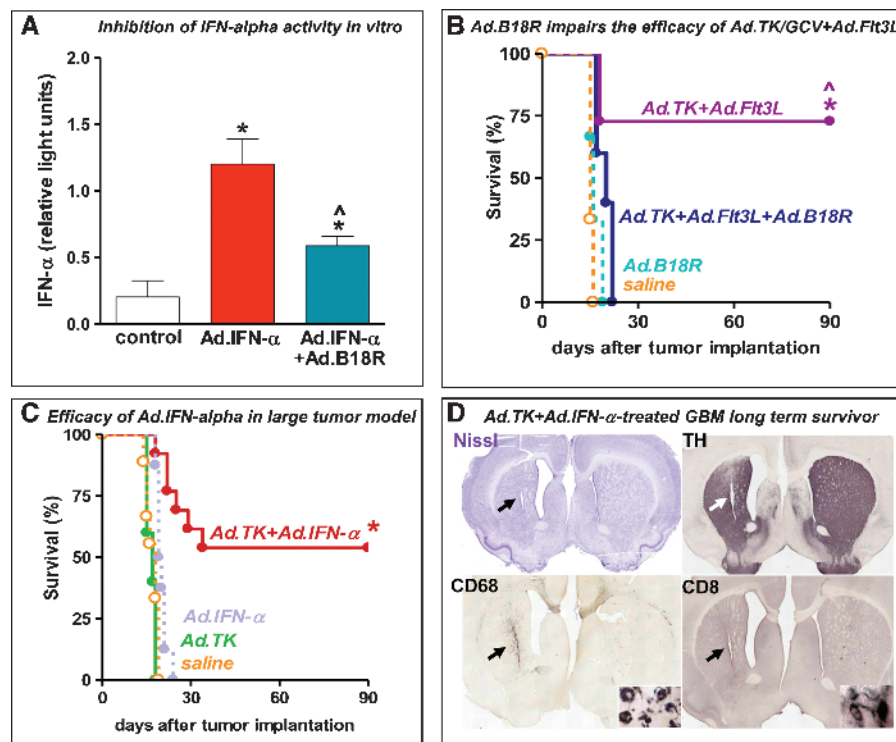 A Inhibition of IFN-alpha activity in vitro
IFN-α (relative light units)
2.0
1.5
1.0
0.5
0.0
*
^
*
control
Ad.IFN-α
Ad.IFN-α
+Ad.B18R
B Ad.B18R impairs the efficacy of Ad.TK/GCV+Ad.Flt3L
Survival (%)
100
75
50
25
0
^
*
Ad.TK+Ad.Flt3L
Ad.TK+Ad.Flt3L+Ad.B18R
Ad.B18R
saline
0 30 60 90
days after tumor implantation
C Efficacy of Ad.IFN-alpha in large tumor model
Survival (%)
100
75
50
25
0
Ad.TK+Ad.IFN-α *
Ad.IFN-α
Ad.TK
saline
0 30 60 90
days after tumor implantation
D Ad.TK+Ad.IFN-α-treated GBM long term survivor
Nissl
TH
CD68
CD8